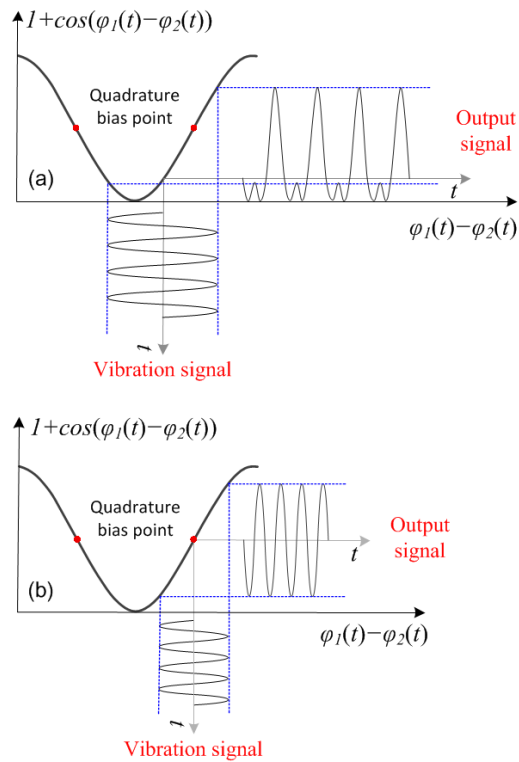 1+cos(φ1(t)−φ2(t))
Quadrature
bias point
Output
signal
(a)
t
φ1(t)−φ2(t)
t
Vibration signal
1+cos(φ1(t)−φ2(t))
Quadrature
bias point
Output
signal
t
(b)
φ1(t)−φ2(t)
t
Vibration signal